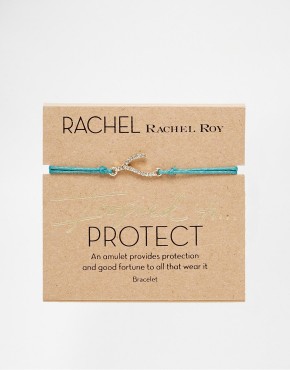 RACHEL RACHEL ROY
PROTECT
An amulet provides protection
and good fortune to all that wear it
Bracelet